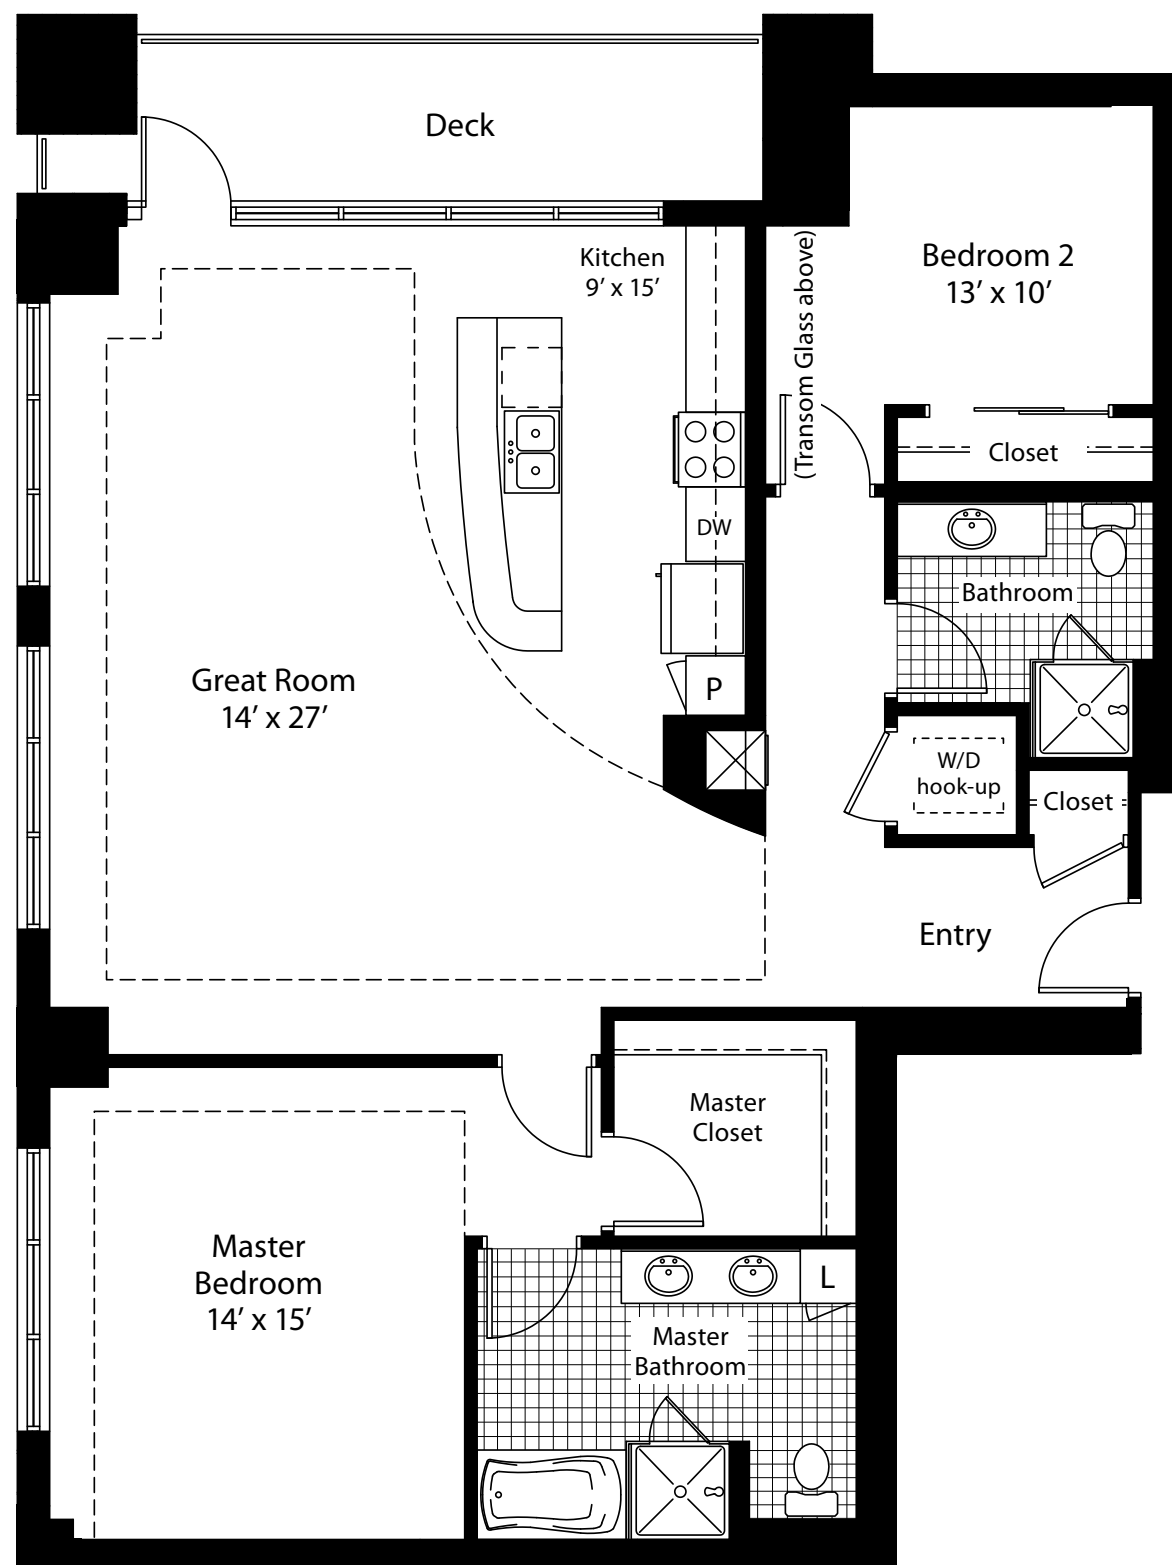 Deck
Kitchen
9’ x 15’
(Transom Glass above)
Bedroom 2
13’ x 10’
Closet
DW
Bathroom
Great Room
14’ x 27’
P
W/D
hook-up
Closet
Entry
Master
Closet
Master
Bedroom
14’ x 15’
L
Master
Bathroom